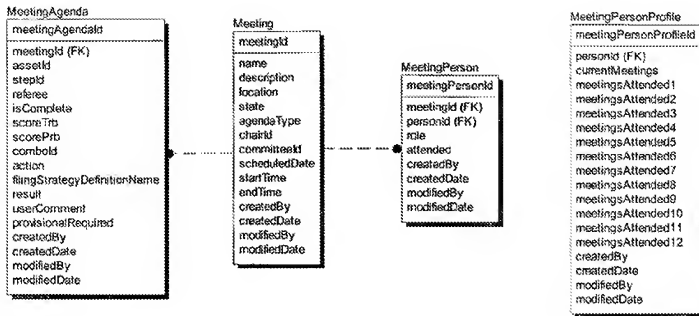 MeetingAgenda
meetingAgendaId
meetingId (FK)
assetId
stepId
referee
isComplete
scoreTrb
scorePrb
comboId
action
filingStrategyDefinitionName
result
userComment
provisionalRequired
createdBy
createdDate
modifiedBy
modifiedDate
Meeting
meetingId
name
description
location
state
agendaType
chairId
committeeId
scheduledDate
startTime
endTime
createdBy
createdDate
modifiedBy
modifiedDate
MeetingPerson
meetingPersonId
meetingId (FK)
personId (FK)
role
attended
createdBy
createdDate
modifiedBy
modifiedDate
MeetingPersonProfile
meetingPersonProfileId
personId (FK)
currentMeetings
meetingsAttended1
meetingsAttended2
meetingsAttended3
meetingsAttended4
meetingsAttended5
meetingsAttended6
meetingsAttended7
meetingsAttended8
meetingsAttended9
meetingsAttended10
meetingsAttended11
meetingsAttended12
createdBy
createdDate
modifiedBy
modifiedDate